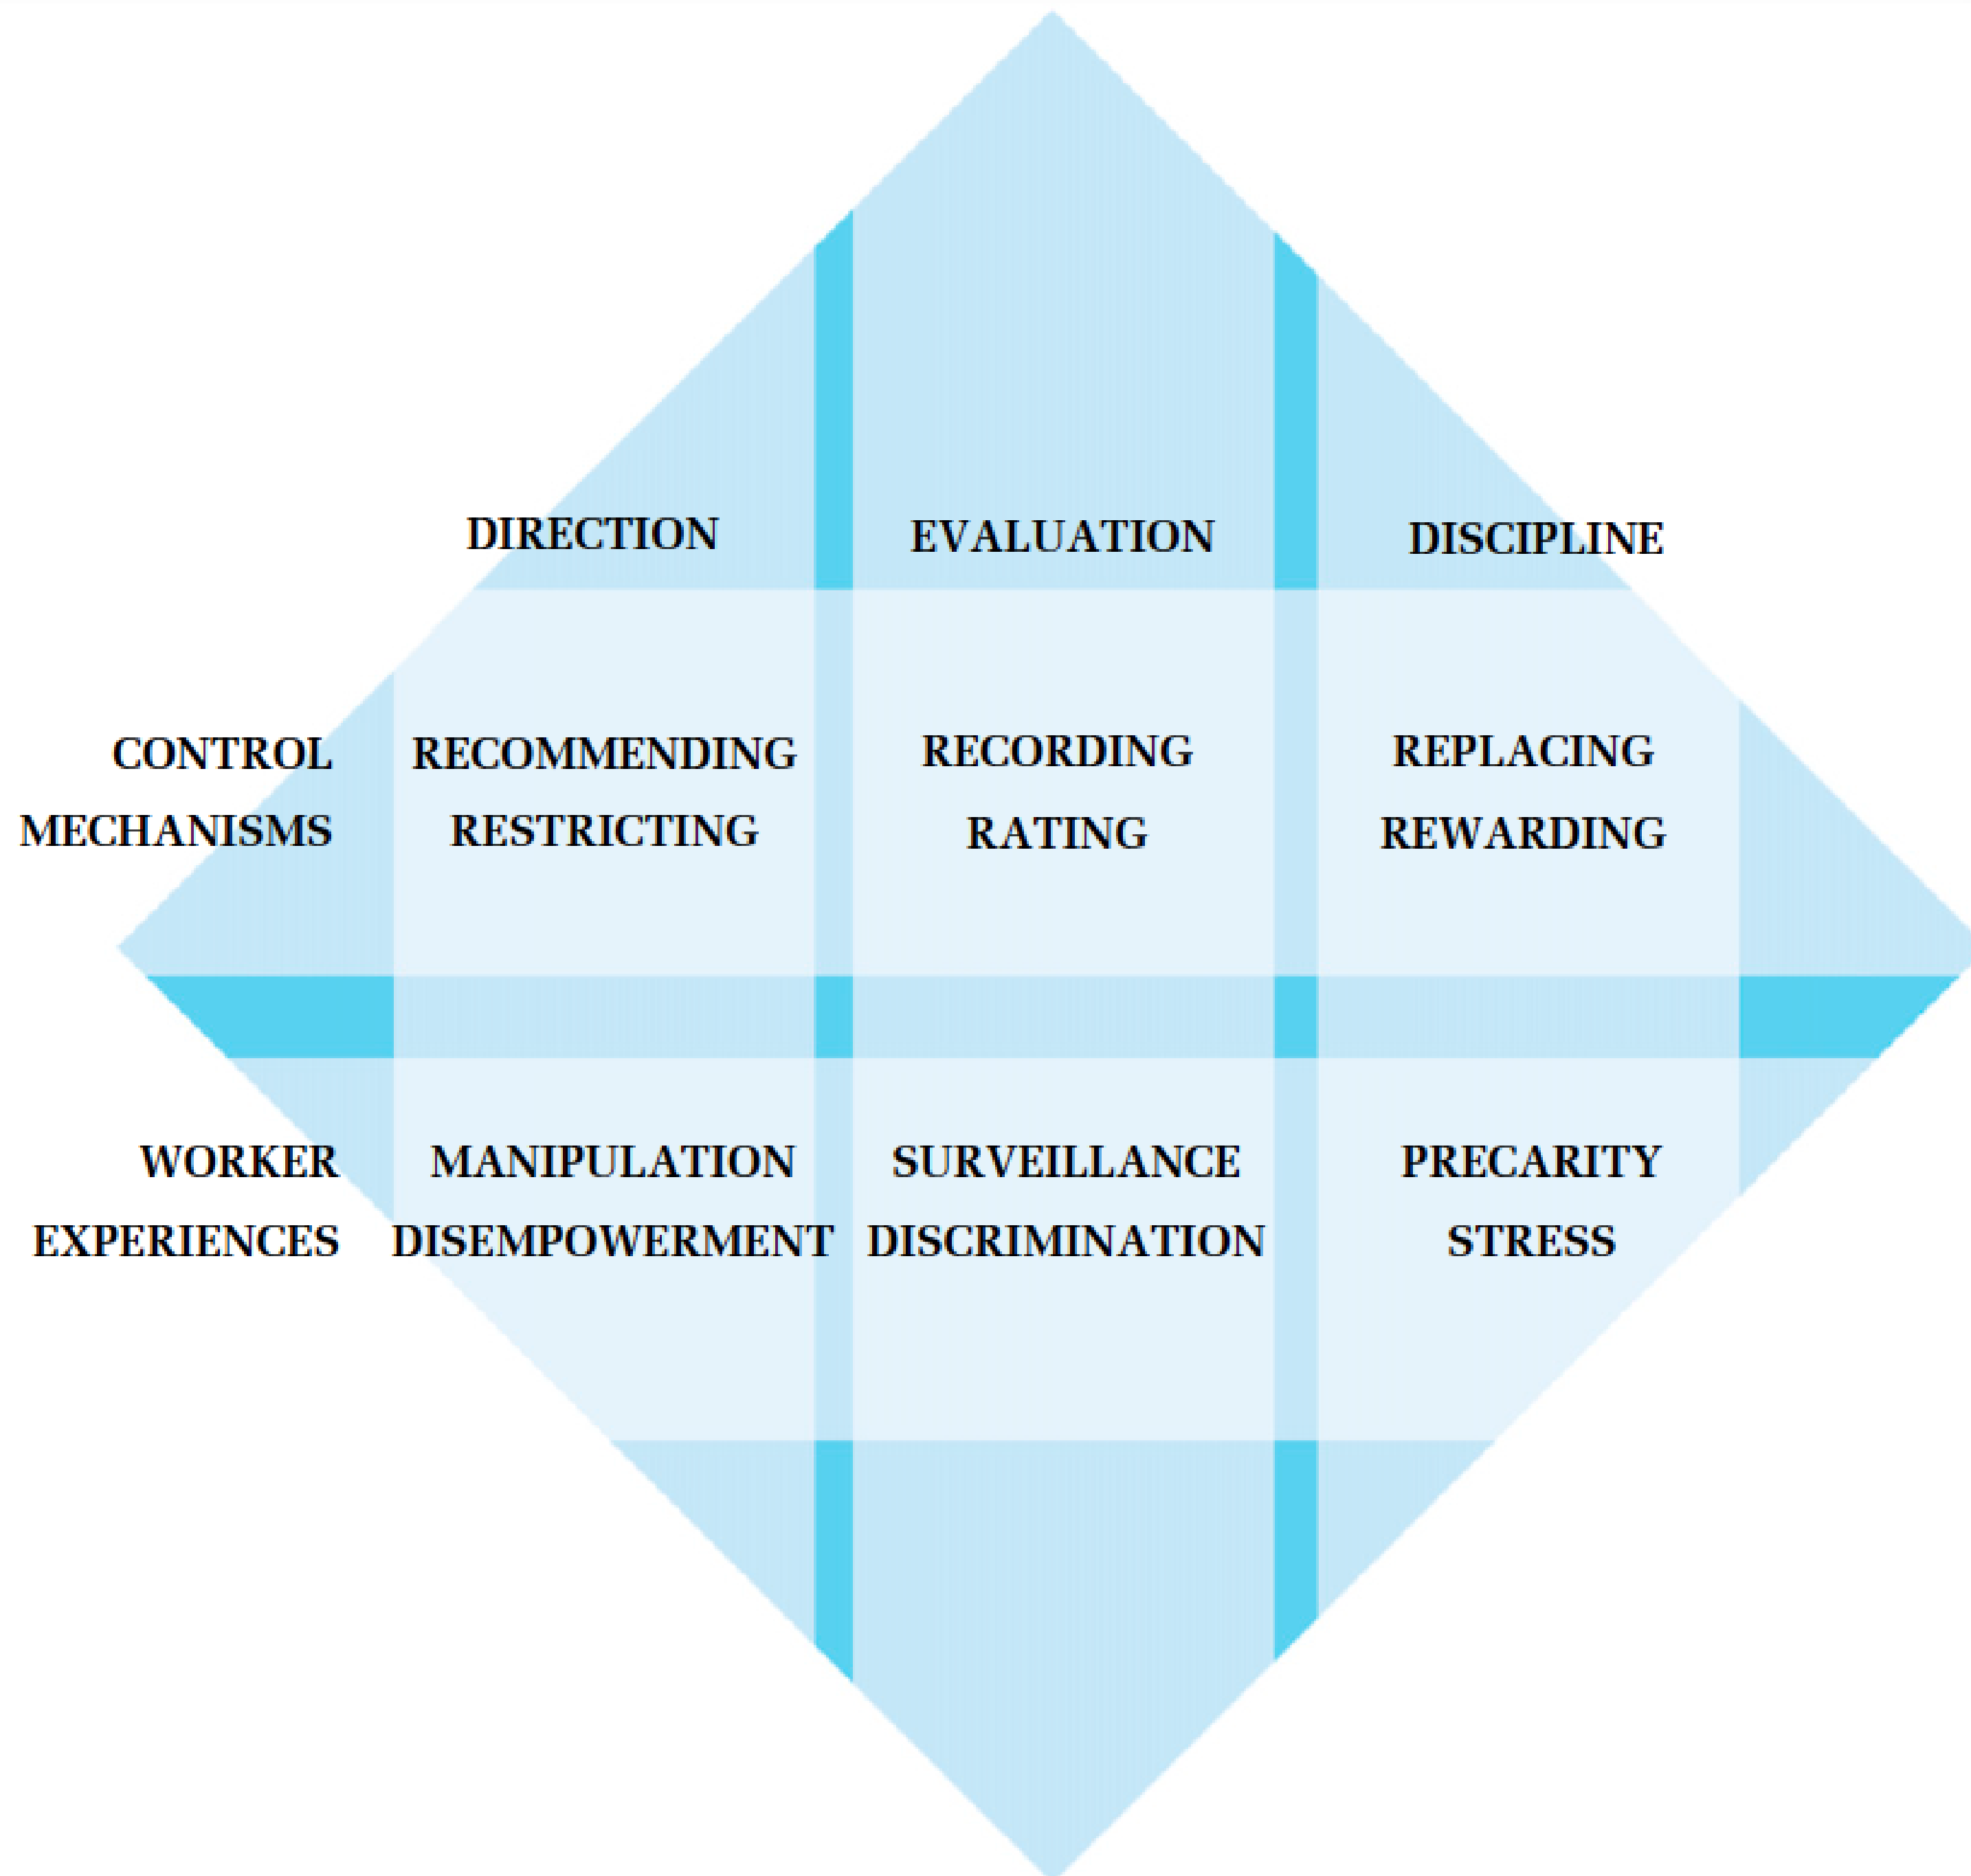 DIRECTION EVALUATION DISCIPLINE
CONTROL RECOMMENDING RECORDING REPLACING
MECHANISMS RESTRICTING RATING REWARDING
WORKER MANIPULATION SURVEILLANCE PRECARITY
EXPERIENCES DISEMPOWERMENT DISCRIMINATION STRESS